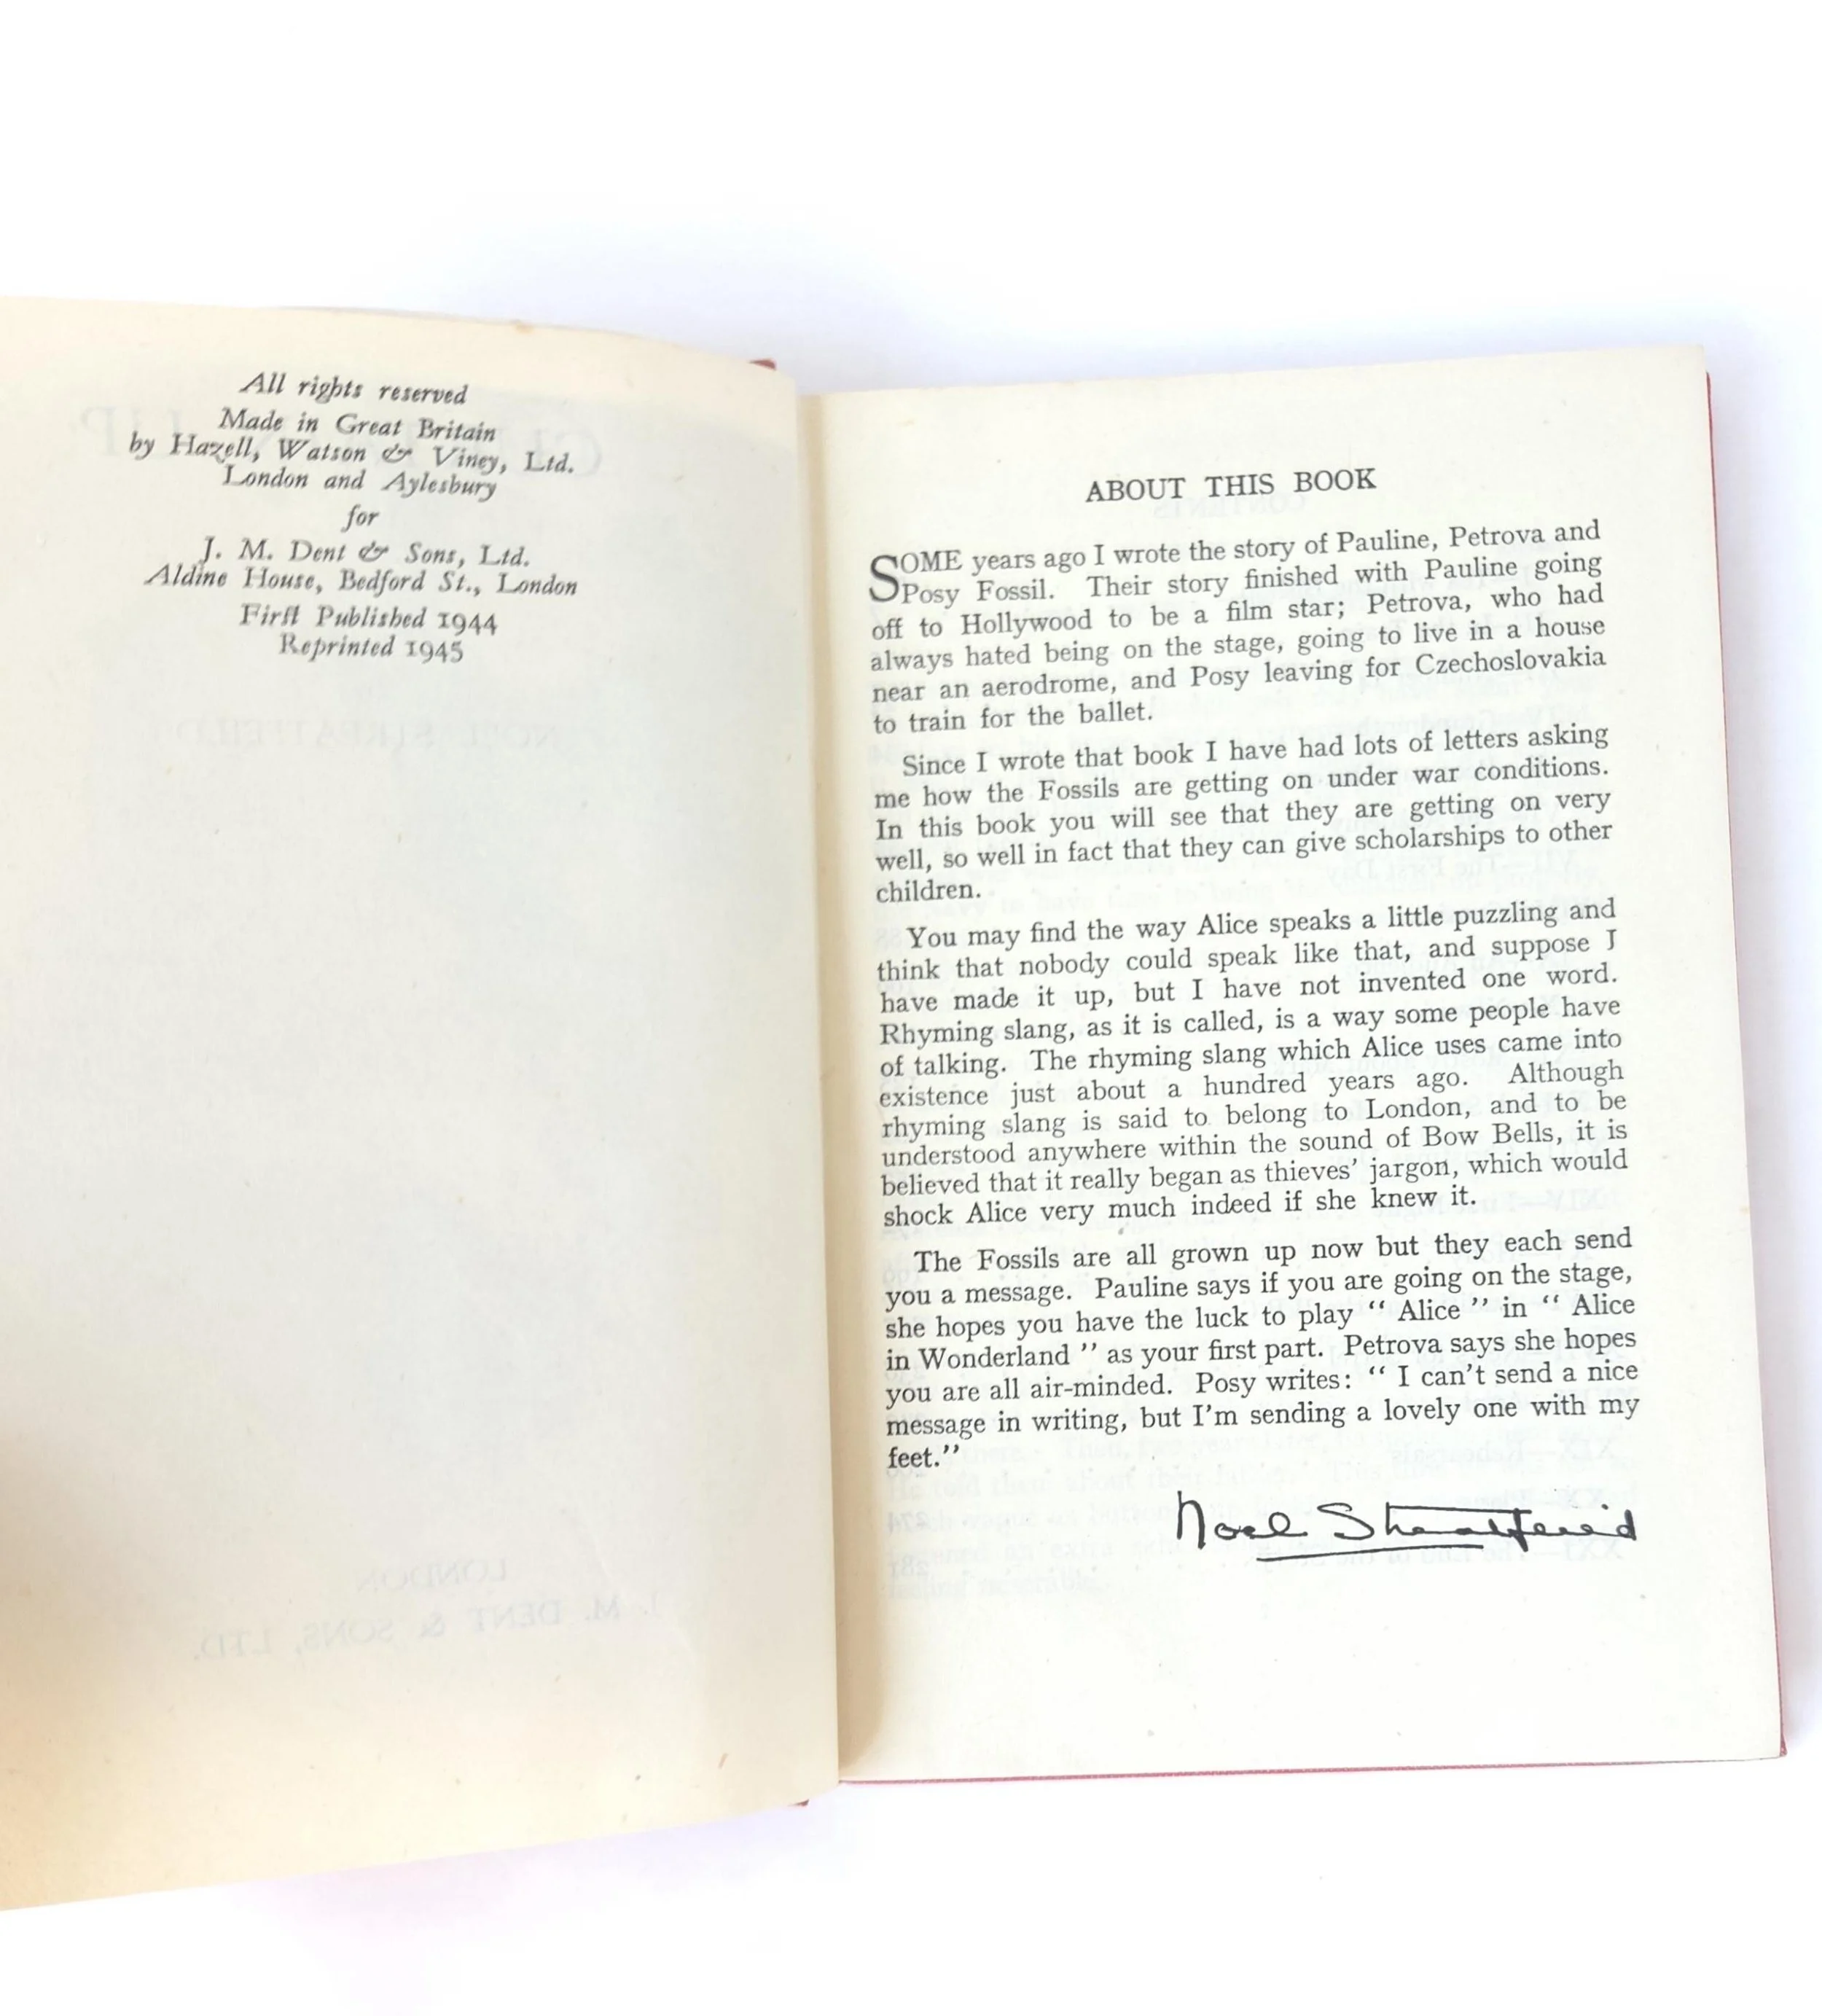 All rights reserved
Made in Great Britain
by Hazell, Watson & Viney, Ltd.
London and Aylesbury
for
J. M. Dent & Sons, Ltd.
Aldine House, Bedford St., London
First Published 1944
Reprinted 1945
ABOUT THIS BOOK
SOME years ago I wrote the story of Pauline, Petrova and
Posy Fossil. Their story finished with Pauline going
off to Hollywood to be a film star; Petrova, who had
always hated being on the stage, going to live in a house
near an aerodrome, and Posy leaving for Czechoslovakia
to train for the ballet.
Since I wrote that book I have had lots of letters asking
me how the Fossils are getting on under war conditions.
In this book you will see that they are getting on very
well, so well in fact that they can give scholarships to other
children.
You may find the way Alice speaks a little puzzling and
think that nobody could speak like that, and suppose I
have made it up, but I have not invented one word.
Rhyming slang, as it is called, is a way some people have
of talking. The rhyming slang which Alice uses came into
existence just about a hundred years ago. Although
rhyming slang is said to belong to London, and to be
understood anywhere within the sound of Bow Bells, it is
believed that it really began as thieves' jargon, which would
shock Alice very much indeed if she knew it.
The Fossils are all grown up now but they each send
you a message. Pauline says if you are going on the stage,
she hopes you have the luck to play " Alice " in " Alice
in Wonderland " as your first part. Petrova says she hopes
you are all air-minded. Posy writes: " I can't send a nice
message in writing, but I'm sending a lovely one with my
feet."
Noel Streatfeild